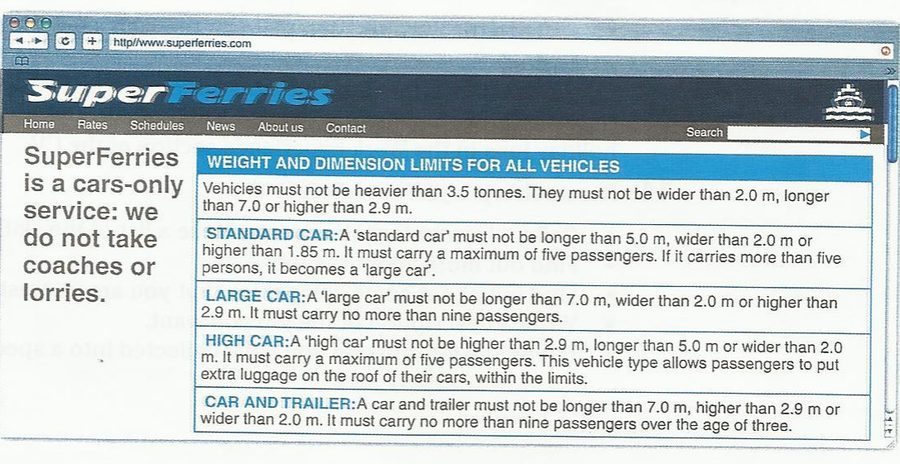 http//www.superferries.com
SuperFerries
Home Rates Schedules News About us Contact Search
SuperFerries
is a cars-only
service: we
do not take
coaches or
lorries.
WEIGHT AND DIMENSION LIMITS FOR ALL VEHICLES
Vehicles must not be heavier than 3.5 tonnes. They must not be wider than 2.0 m, longer
than 7.0 or higher than 2.9 m.
STANDARD CAR:A 'standard car' must not be longer than 5.0 m, wider than 2.0 m or
higher than 1.85 m. It must carry a maximum of five passengers. If it carries more than five
persons, it becomes a 'large car'.
LARGE CAR:A 'large car' must not be longer than 7.0 m, wider than 2.0 m or higher than
2.9 m. It must carry no more than nine passengers.
HIGH CAR:A 'high car' must not be higher than 2.9 m, longer than 5.0 m or wider than 2.0
m. It must carry a maximum of five passengers. This vehicle type allows passengers to put
extra luggage on the roof of their cars, within the limits.
CAR AND TRAILER:A car and trailer must not be longer than 7.0 m, higher than 2.9 m or
wider than 2.0 m. It must carry no more than nine passengers over the age of three.